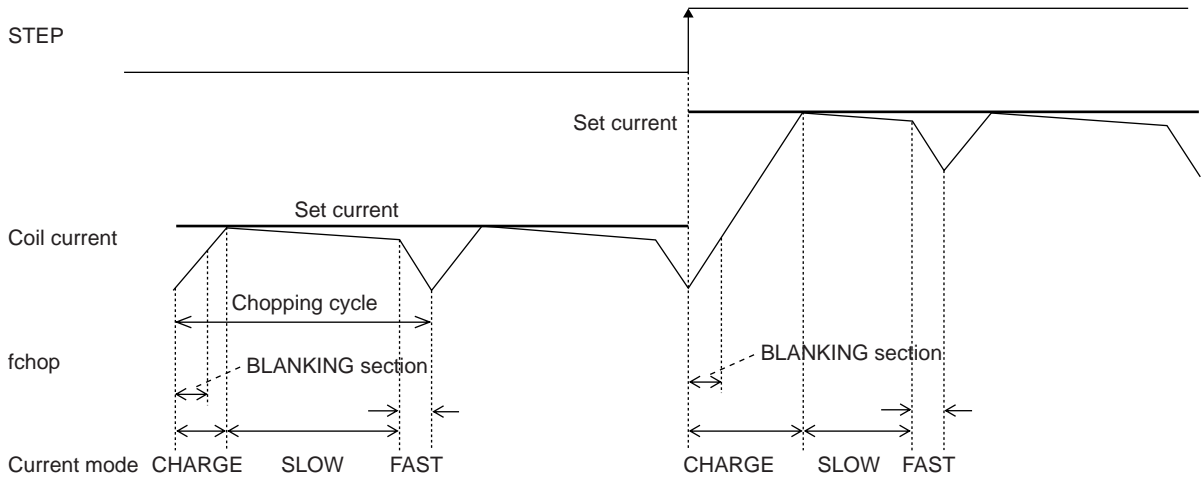 STEP
Set current
Set current
Coil current
Chopping cycle
fchop
BLANKING section
BLANKING section
Current mode CHARGE SLOW FAST CHARGE SLOW FAST